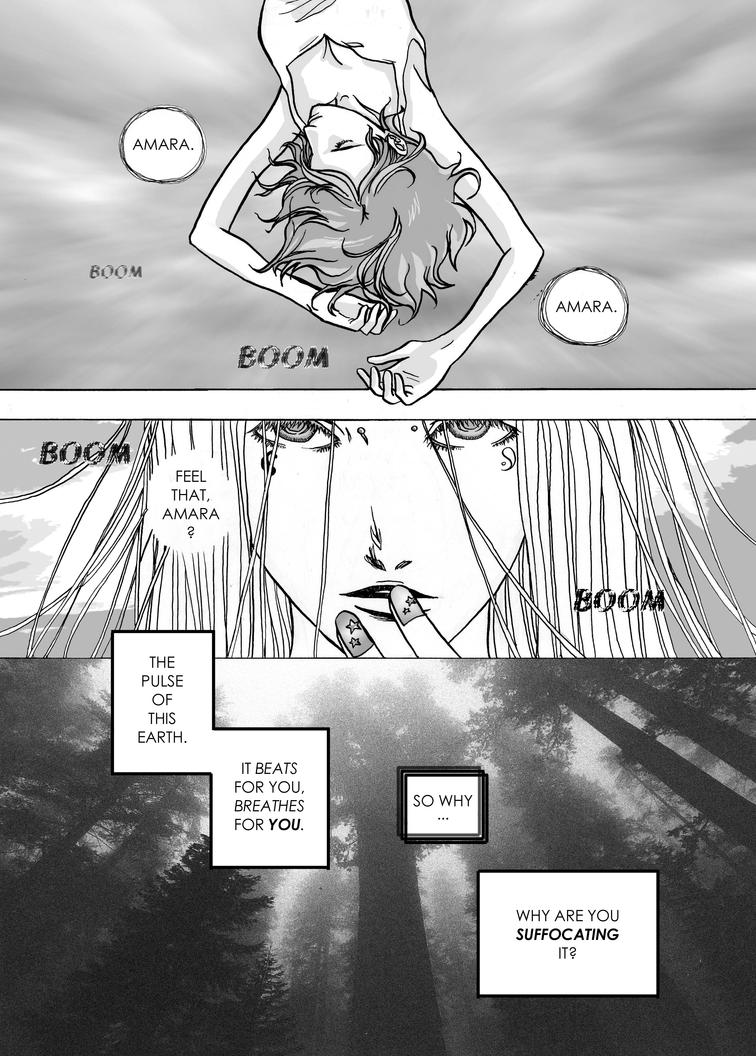 AMARA.
BOOM
AMARA.
BOOM
BOOM
FEEL
THAT,
AMARA
?
BOOM
THE
PULSE
OF
THIS
EARTH.
IT BEATS
FOR YOU,
BREATHES
FOR YOU.
SO WHY
...
WHY ARE YOU
SUFFOCATING
IT?